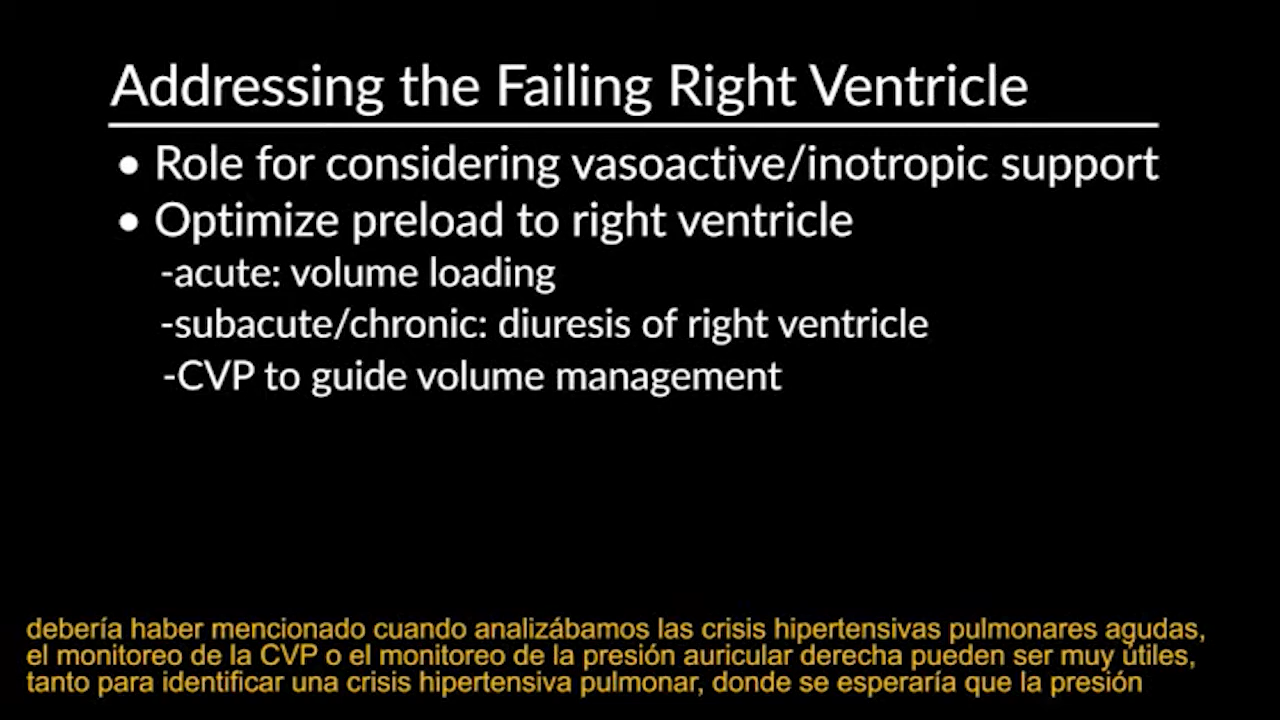 Addressing the Failing Right Ventricle
• Role for considering vasoactive/inotropic support
• Optimize preload to right ventricle
-acute: volume loading
-subacute/chronic: diuresis of right ventricle
-CVP to guide volume management
debería haber mencionado cuando analizábamos las crisis hipertensivas pulmonares agudas,
el monitoreo de la CVP o el monitoreo de la presión auricular derecha pueden ser muy útiles,
tanto para identificar una crisis hipertensiva pulmonar, donde se esperaría que la presión